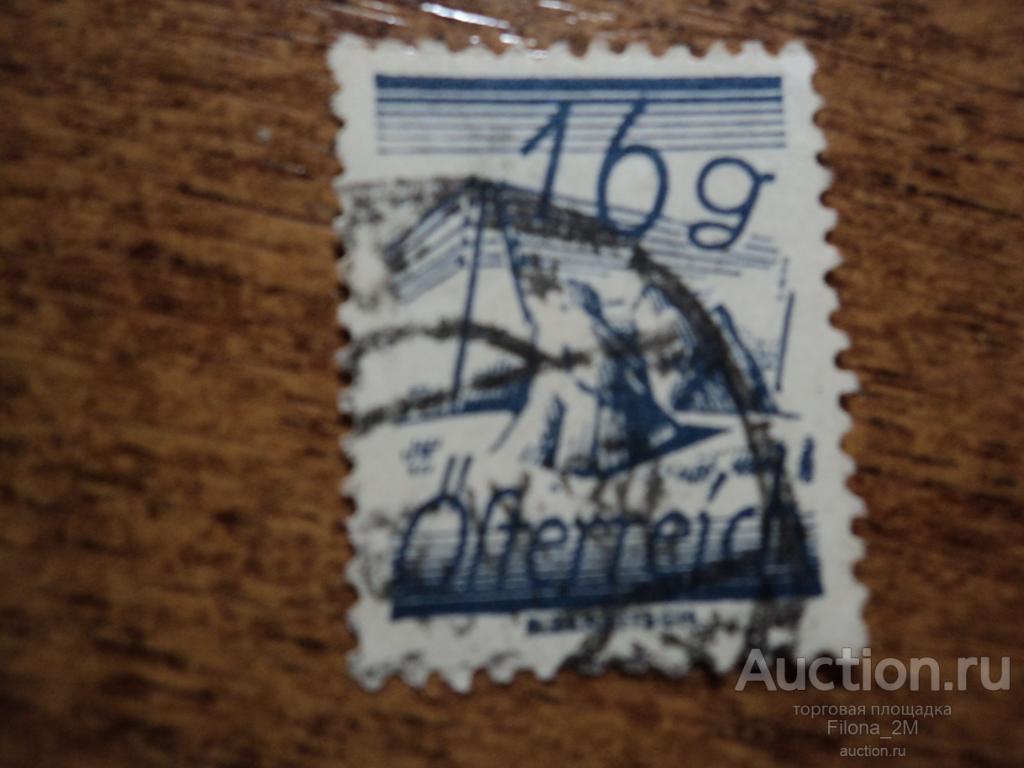 16g
Österreich
Auction.ru
торговая площадка
Filona_2M
auction.ru